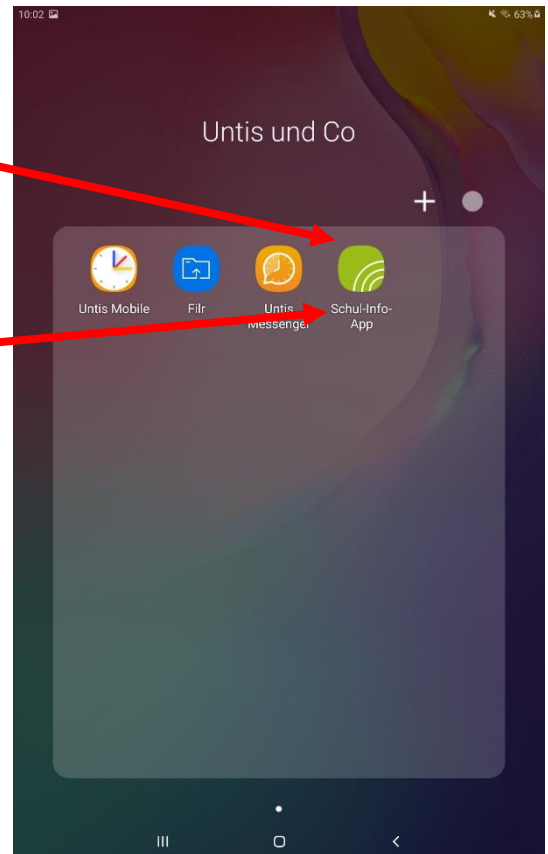 10:02
63%
Untis und Co
+
Untis Mobile
Filr
Untis
Messenger
Schul-Info-
App